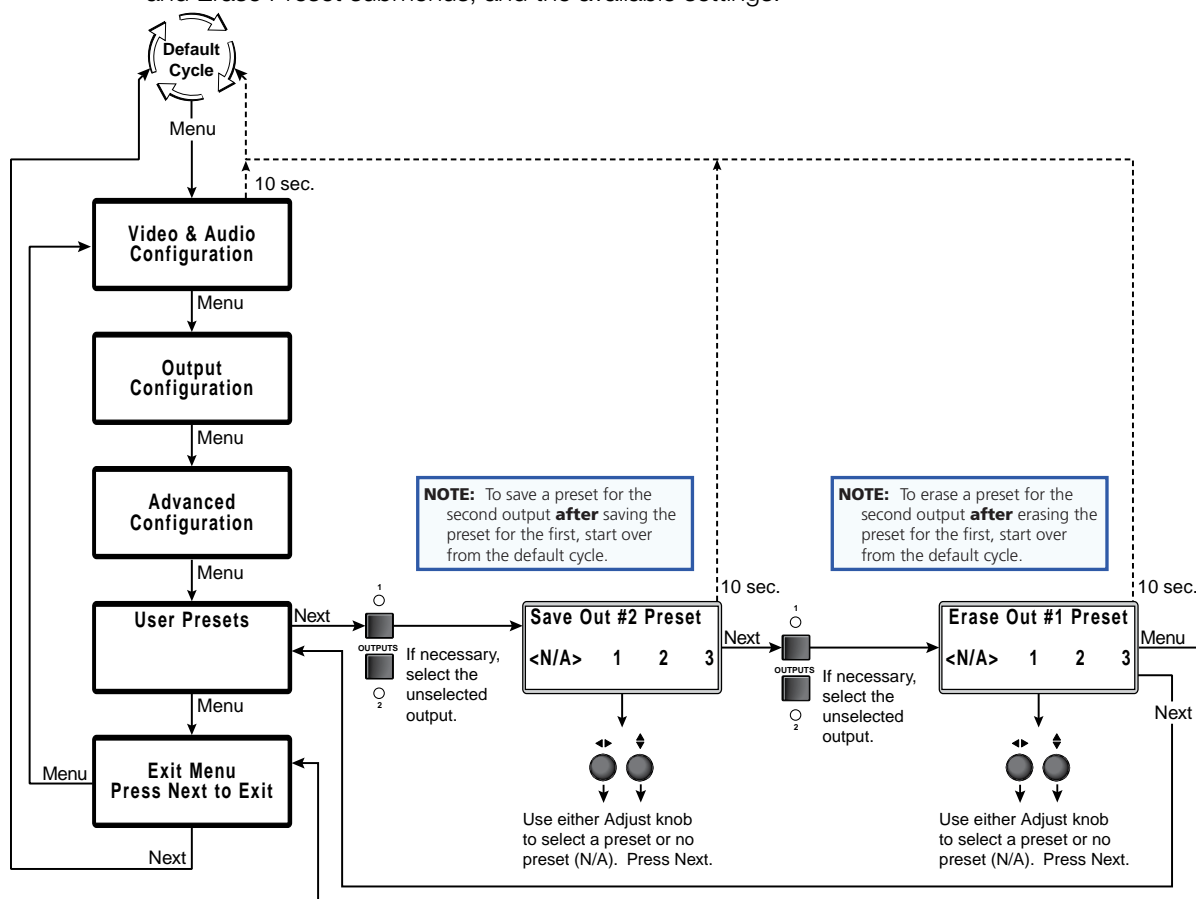 and Erase Preset submenus, and the available settings.
Default
Cycle
Menu
10 sec.
Video & Audio
Configuration
Menu
Output
Configuration
Menu
Advanced
Configuration
Menu
User Presets
Next
Menu
Exit Menu
Press Next to Exit
Menu
Next
1
OUTPUTS
2
If necessary,
select the
unselected
output.
NOTE: To save a preset for the
second output after saving the
preset for the first, start over
from the default cycle.
10 sec.
Save Out #2 Preset
<N/A> 1 2 3
Next
Use either Adjust knob
to select a preset or no
preset (N/A). Press Next.
1
OUTPUTS
2
If necessary,
select the
unselected
output.
NOTE: To erase a preset for the
second output after erasing the
preset for the first, start over
from the default cycle.
10 sec.
Erase Out #1 Preset
<N/A> 1 2 3
Menu
Next
Use either Adjust knob
to select a preset or no
preset (N/A). Press Next.